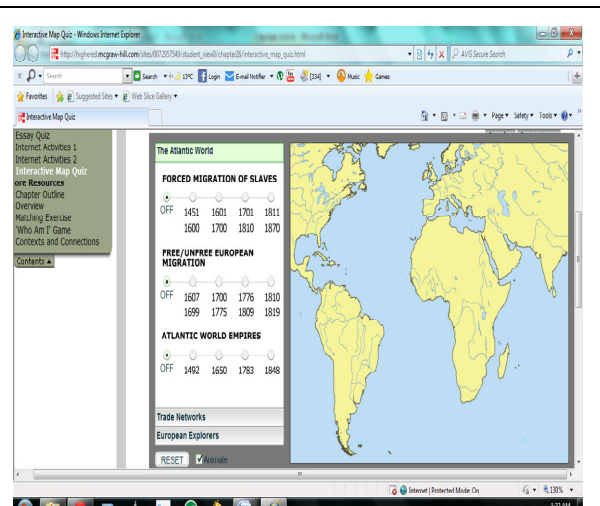 Interactive Map Quiz - Windows Internet Explorer
http://highered.mcgraw-hill.com/sites/0072957549/student_view0/chapter26/interactive_map_quiz.html
AVG Secure Search
Search
Search
13°C
Login
E-mail Notifier
[334]
Music
Games
Favorites
Suggested Sites
Web Slice Gallery
Interactive Map Quiz
Page
Safety
Tools
Essay Quiz
Internet Activities 1
Internet Activities 2
Interactive Map Quiz
ore Resources
Chapter Outline
Overview
Matching Exercise
'Who Am I' Game
Contexts and Connections
Contents
The Atlantic World
FORCED MIGRATION OF SLAVES
OFF 1451 1601 1701 1811
1600 1700 1810 1870
FREE/UNFREE EUROPEAN
MIGRATION
OFF 1607 1700 1776 1810
1699 1775 1809 1819
ATLANTIC WORLD EMPIRES
OFF 1492 1650 1783 1848
Trade Networks
European Explorers
RESET Animate
Internet | Protected Mode: On
130%